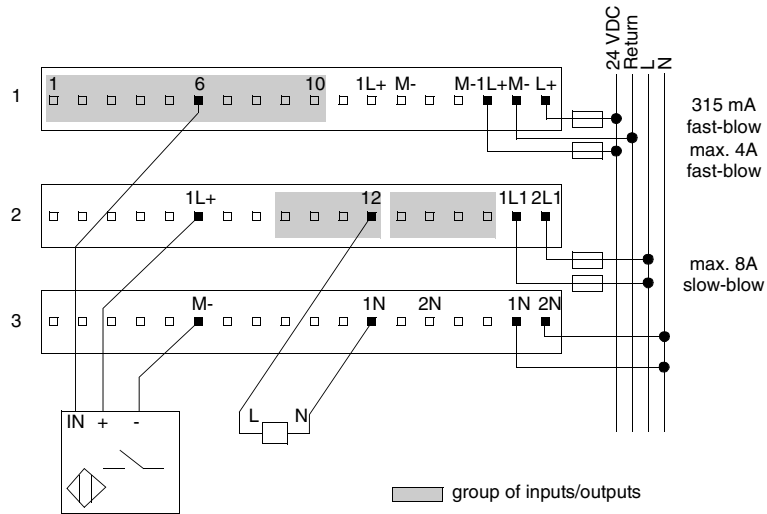 24 VDC
Return
L
N
1
1 6 10 1L+ M- M-1L+M- L+
315 mA
fast-blow
max. 4A
fast-blow
2
1L+ 12 1L1 2L1
max. 8A
slow-blow
3
M- 1N 2N 1N 2N
IN + -
L N
group of inputs/outputs